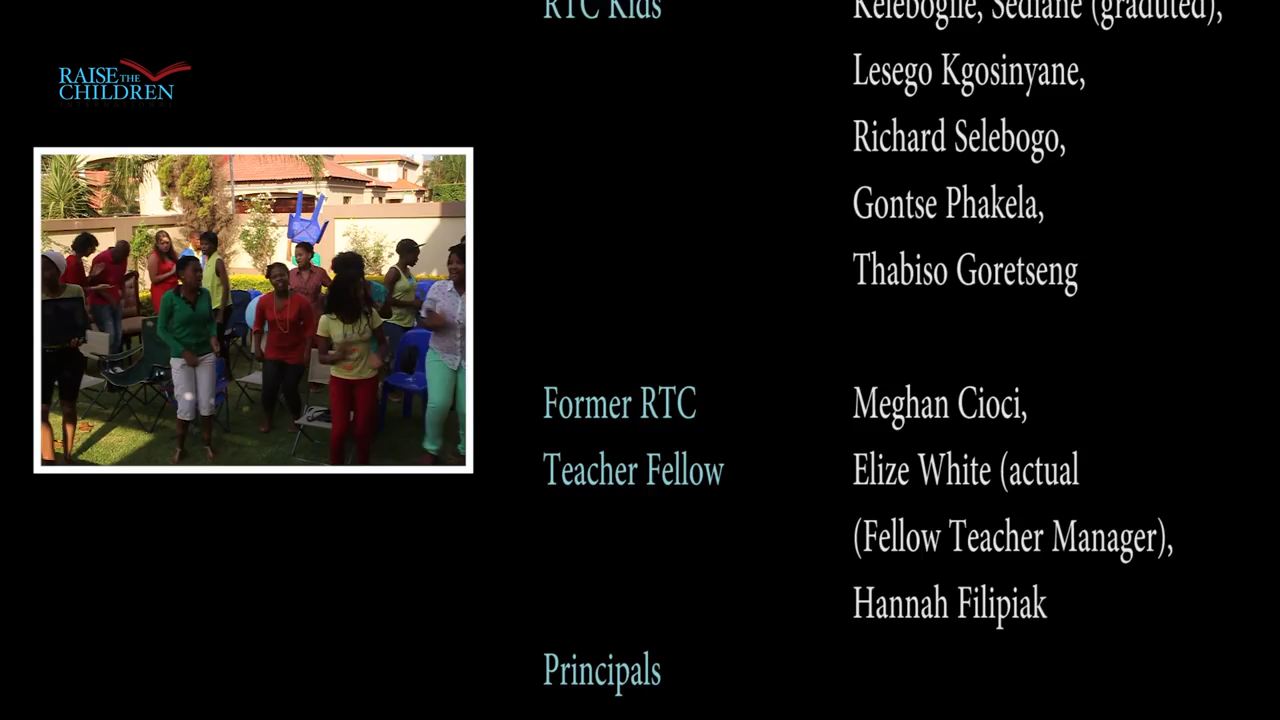 RTC Kids
Kelebogile, Sediane (graduted),
RAISE THE
CHILDREN
Lesego Kgosinyane,
Richard Selebogo,
Gontse Phakela,
Thabiso Goretseng
Former RTC
Teacher Fellow
Meghan Cioci,
Elize White (actual
(Fellow Teacher Manager),
Hannah Filipiak
Principals